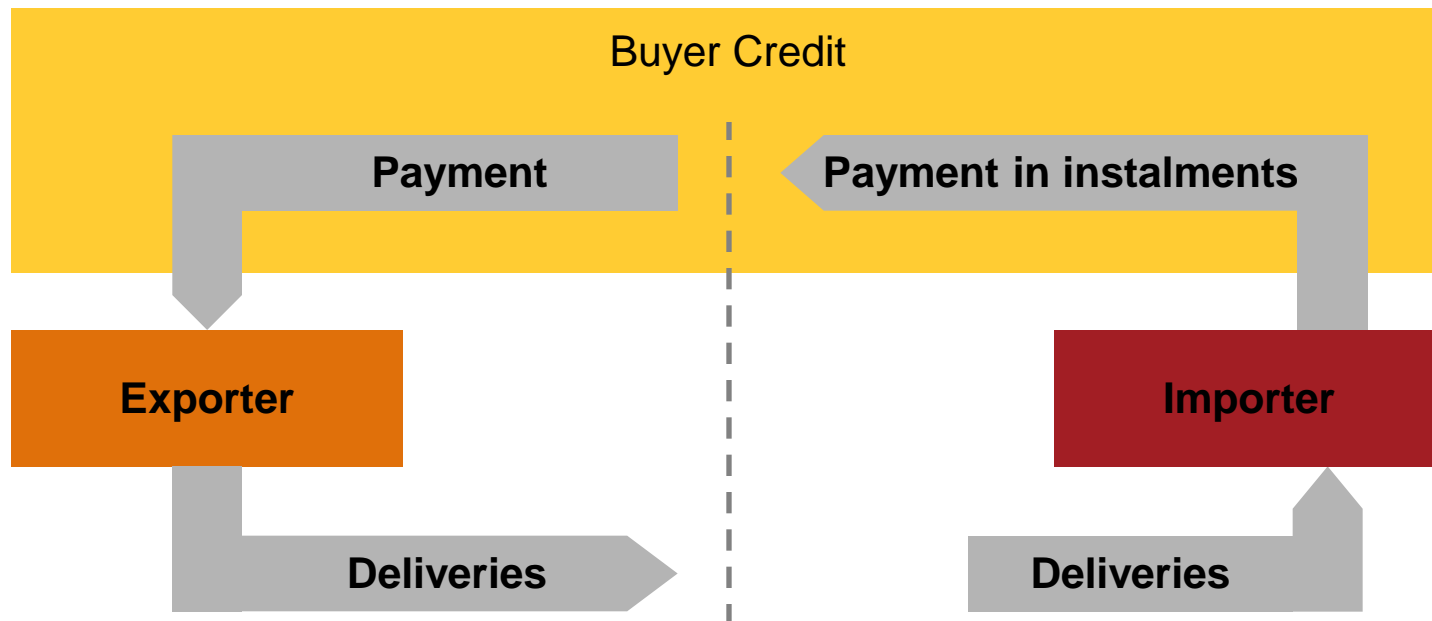 Buyer Credit
Payment
Payment in instalments
Exporter
Importer
Deliveries
Deliveries